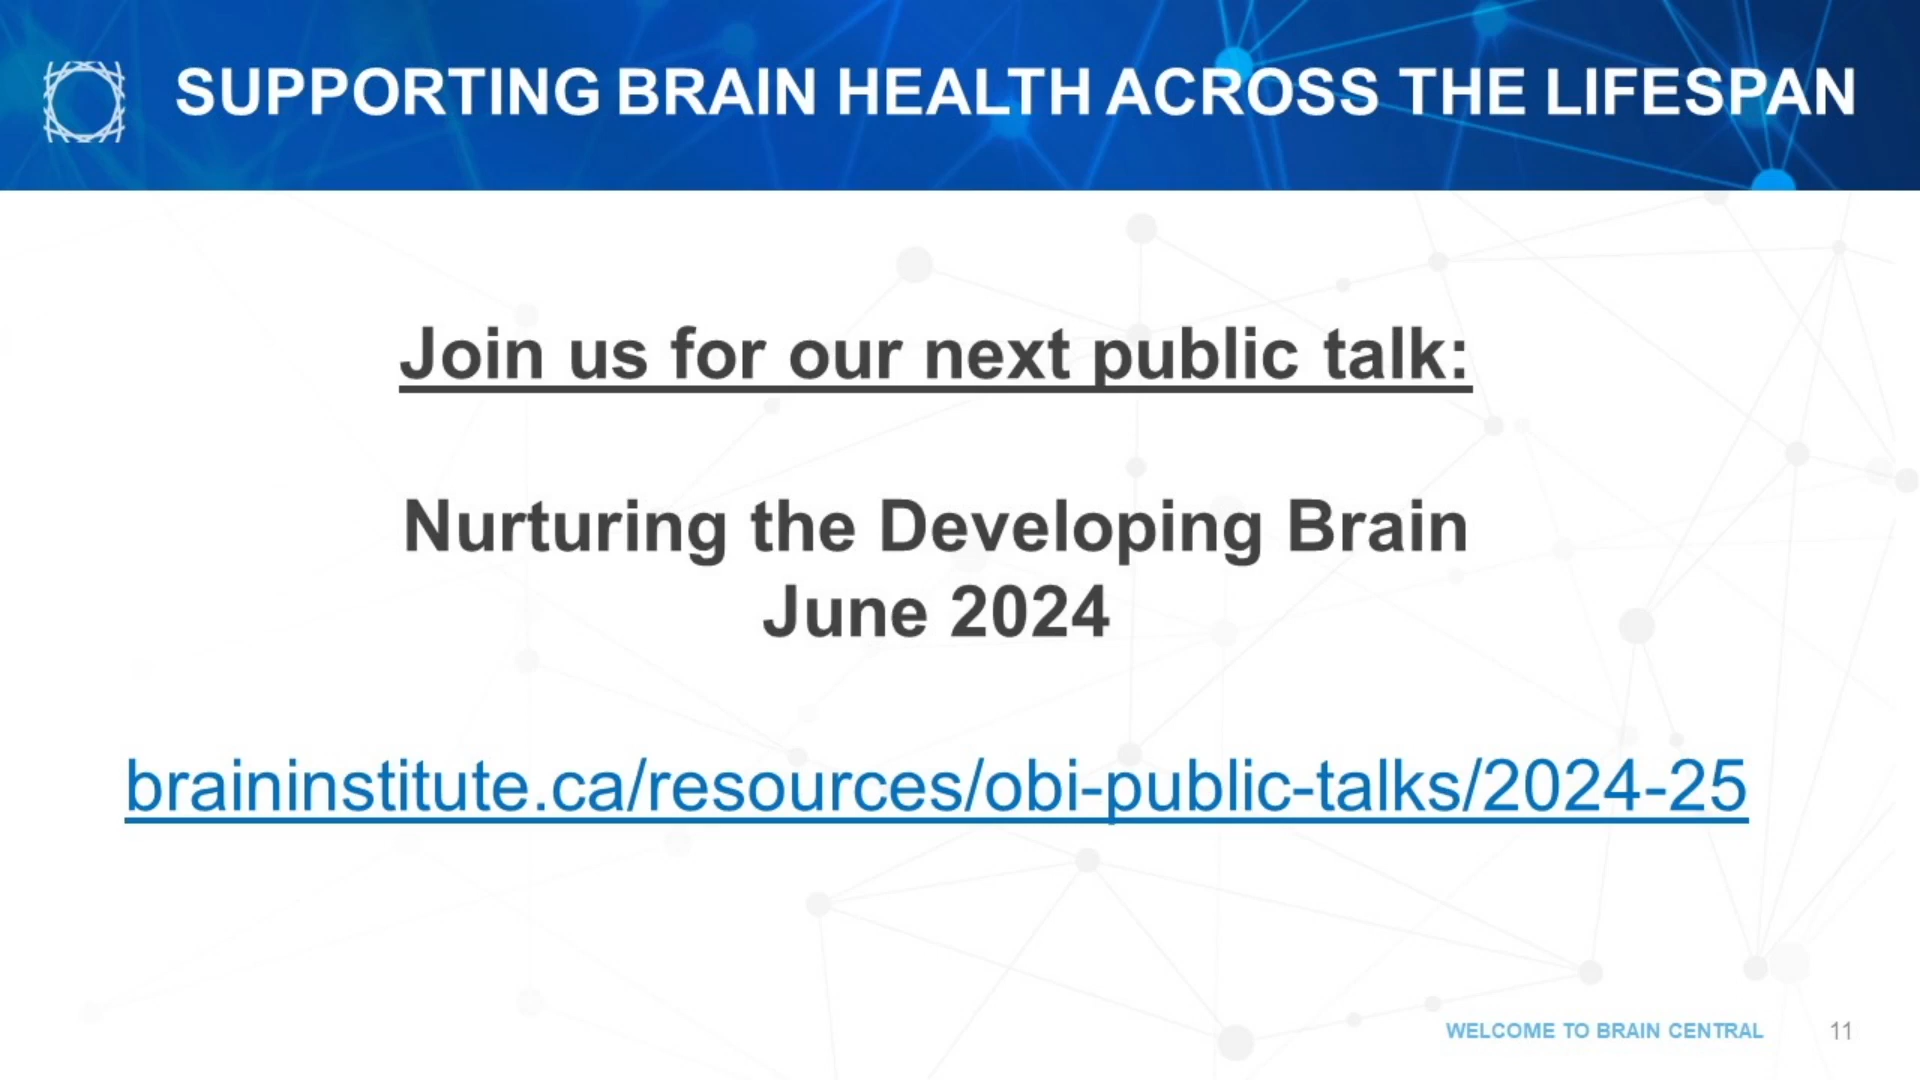 SUPPORTING BRAIN HEALTH ACROSS THE LIFESPAN
Join us for our next public talk:
Nurturing the Developing Brain
June 2024
braininstitute.ca/resources/obi-public-talks/2024-25
WELCOME TO BRAIN CENTRAL
11